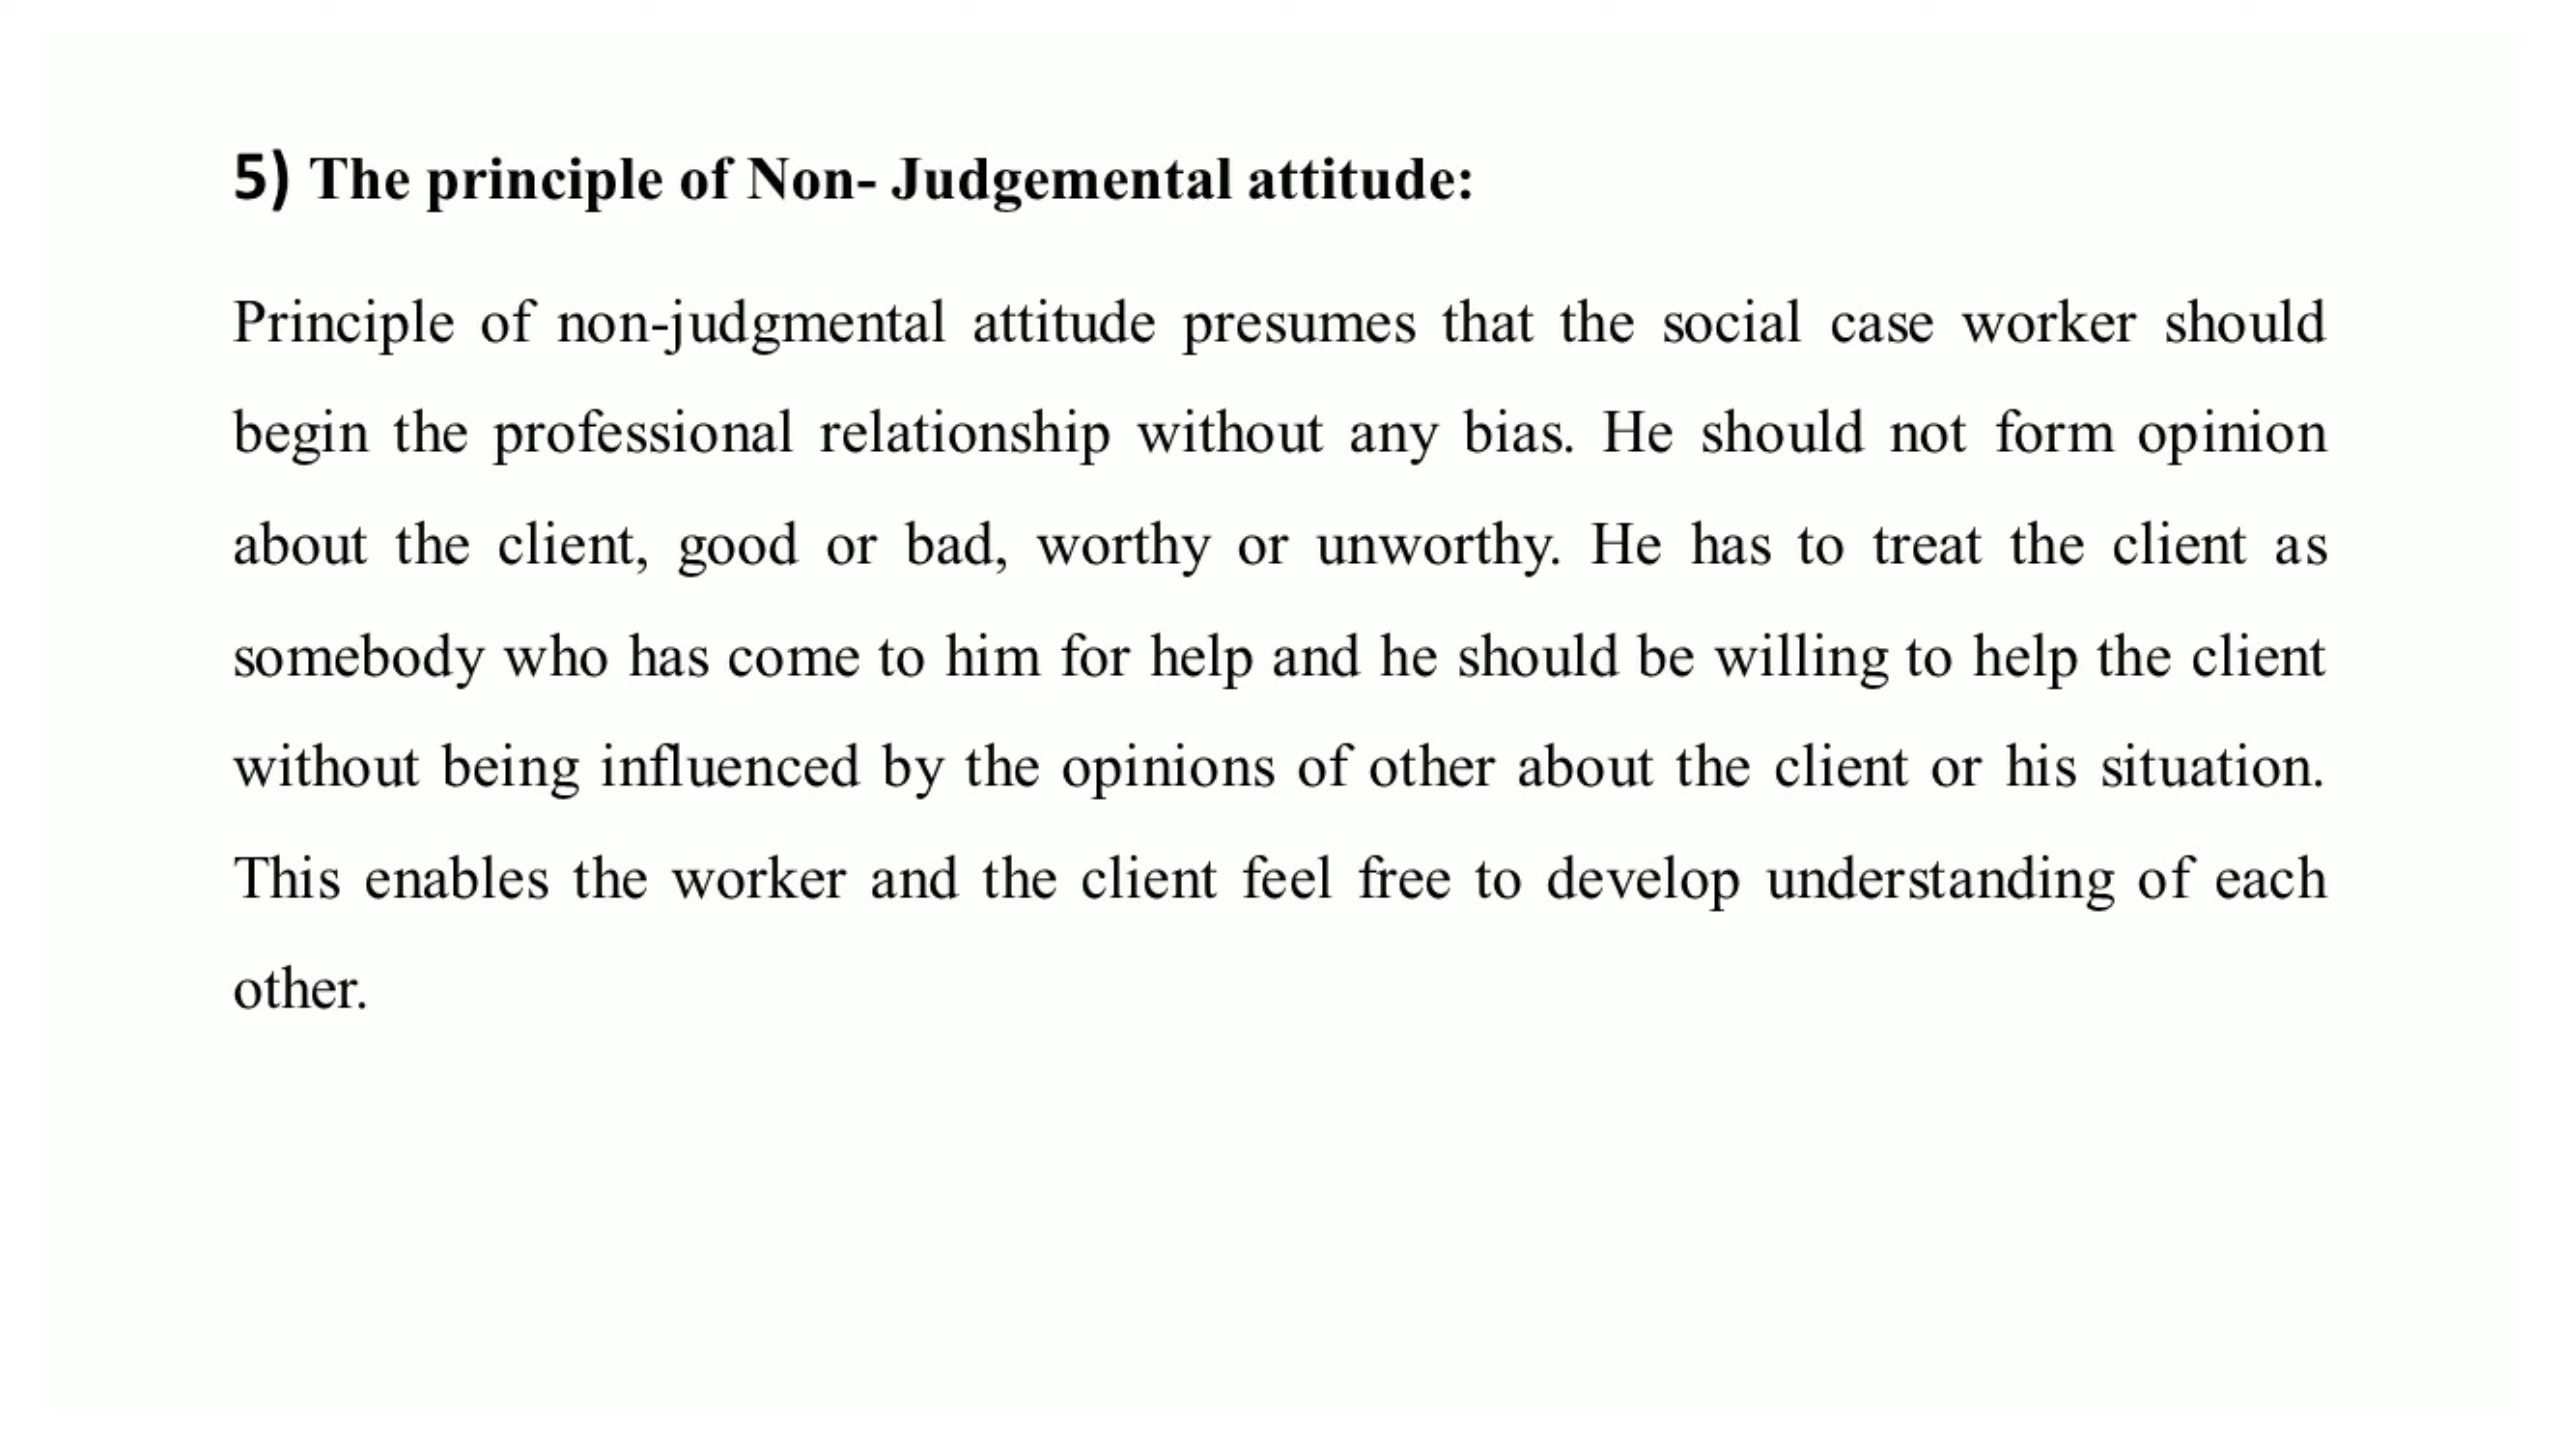 5) The principle of Non- Judgemental attitude:
Principle of non-judgmental attitude presumes that the social case worker should
begin the professional relationship without any bias. He should not form opinion
about the client, good or bad, worthy or unworthy. He has to treat the client as
somebody who has come to him for help and he should be willing to help the client
without being influenced by the opinions of other about the client or his situation.
This enables the worker and the client feel free to develop understanding of each
other.